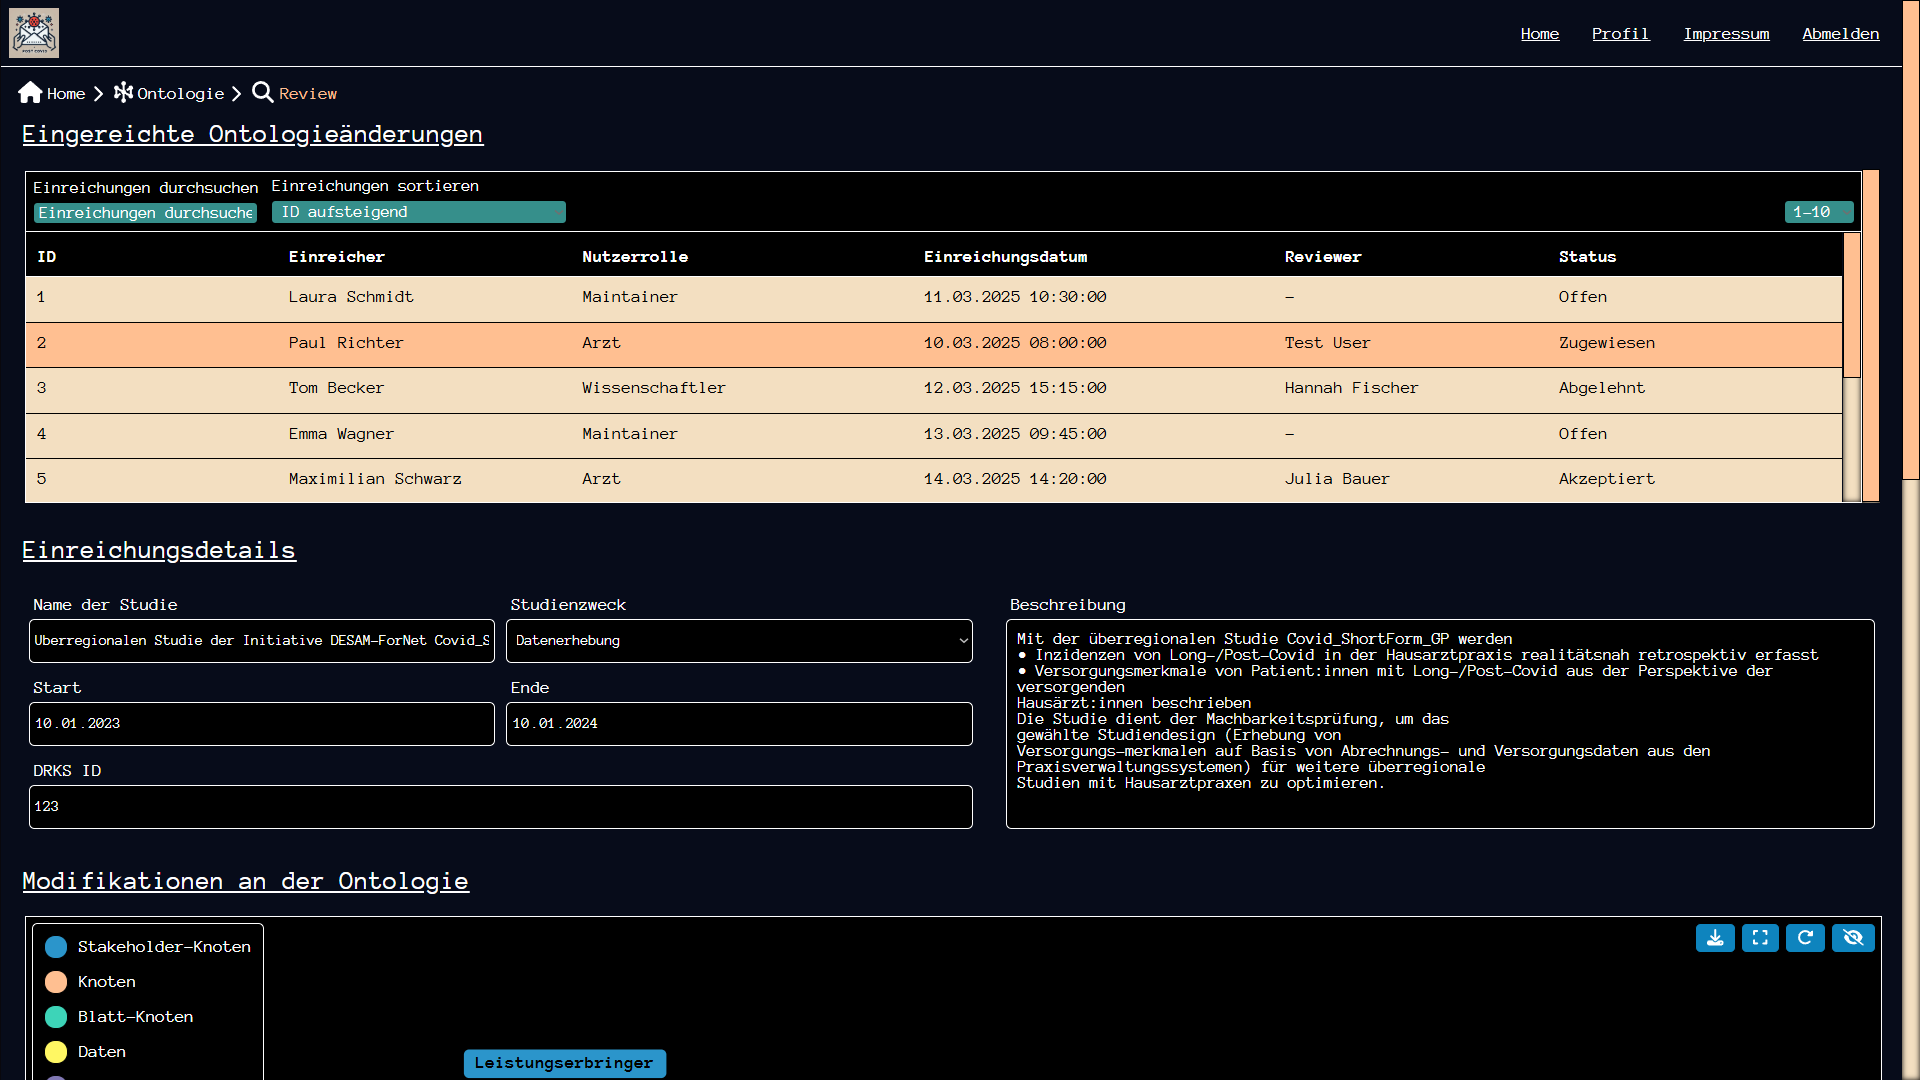 POST COVID
Home Profil Impressum Abmelden
Home Ontologie Review
Eingereichte Ontologieänderungen
Einreichungen durchsuchen Einreichungen sortieren
Einreichungen durchsuche ID aufsteigend 1-10
ID Einreicher Nutzerrolle Einreichungsdatum Reviewer Status
1 Laura Schmidt Maintainer 11.03.2025 10:30:00 - Offen
2 Paul Richter Arzt 10.03.2025 08:00:00 Test User Zugewiesen
3 Tom Becker Wissenschaftler 12.03.2025 15:15:00 Hannah Fischer Abgelehnt
4 Emma Wagner Maintainer 13.03.2025 09:45:00 - Offen
5 Maximilian Schwarz Arzt 14.03.2025 14:20:00 Julia Bauer Akzeptiert
Einreichungsdetails
Name der Studie Studienzweck
Überregionalen Studie der Initiative DESAM-ForNet Covid_S Datenerhebung
Start Ende
10.01.2023 10.01.2024
DRKS ID
123
Beschreibung
Mit der überregionalen Studie Covid_ShortForm_GP werden
• Inzidenzen von Long-/Post-Covid in der Hausarztpraxis realitätsnah retrospektiv erfasst
• Versorgungsmerkmale von Patient:innen mit Long-/Post-Covid aus der Perspektive der
versorgenden
Hausärzt:innen beschrieben
Die Studie dient der Machbarkeitsprüfung, um das
gewählte Studiendesign (Erhebung von
Versorgungs-merkmalen auf Basis von Abrechnungs- und Versorgungsdaten aus den
Praxisverwaltungssystemen) für weitere überregionale
Studien mit Hausarztpraxen zu optimieren.
Modifikationen an der Ontologie
Stakeholder-Knoten
Knoten
Blatt-Knoten
Daten
Leistungserbringer